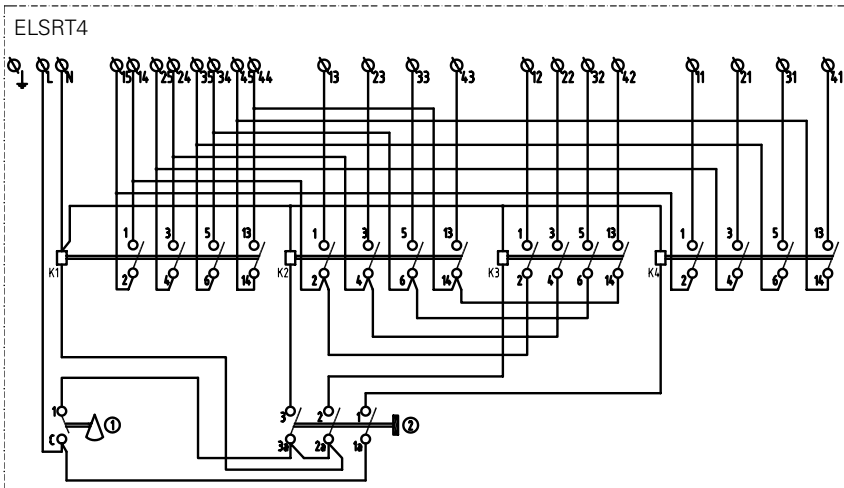 ELSRT4
L N 15 14 25 24 35 34 45 44 13 23 33 43 12 22 32 42 11 21 31 41
1 3 5 13 1 3 5 13 1 3 5 13 1 3 5 13
K1 2 4 6 14 K2 2 4 6 14 K3 2 4 6 14 K4 2 4 6 14
1 3 2 1
① ②
C 3a 2a 1a